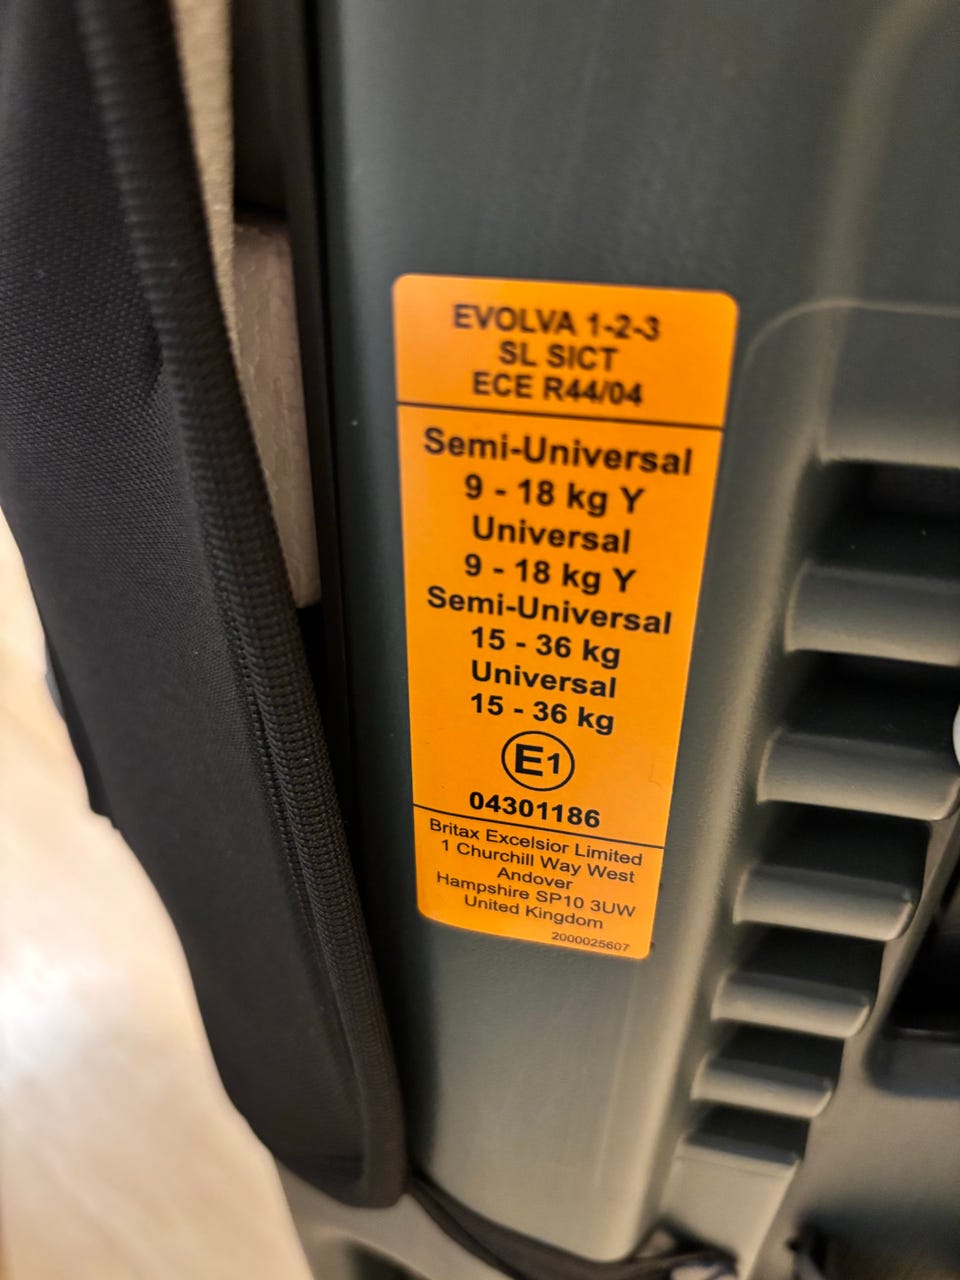 EVOLVA 1-2-3
SL SICT
ECE R44/04
Semi-Universal
9 - 18 kg Y
Universal
9 - 18 kg Y
Semi-Universal
15 - 36 kg
Universal
15 - 36 kg
E1
04301186
Britax Excelsior Limited
1 Churchill Way West
Andover
Hampshire SP10 3UW
United Kingdom
2000025607